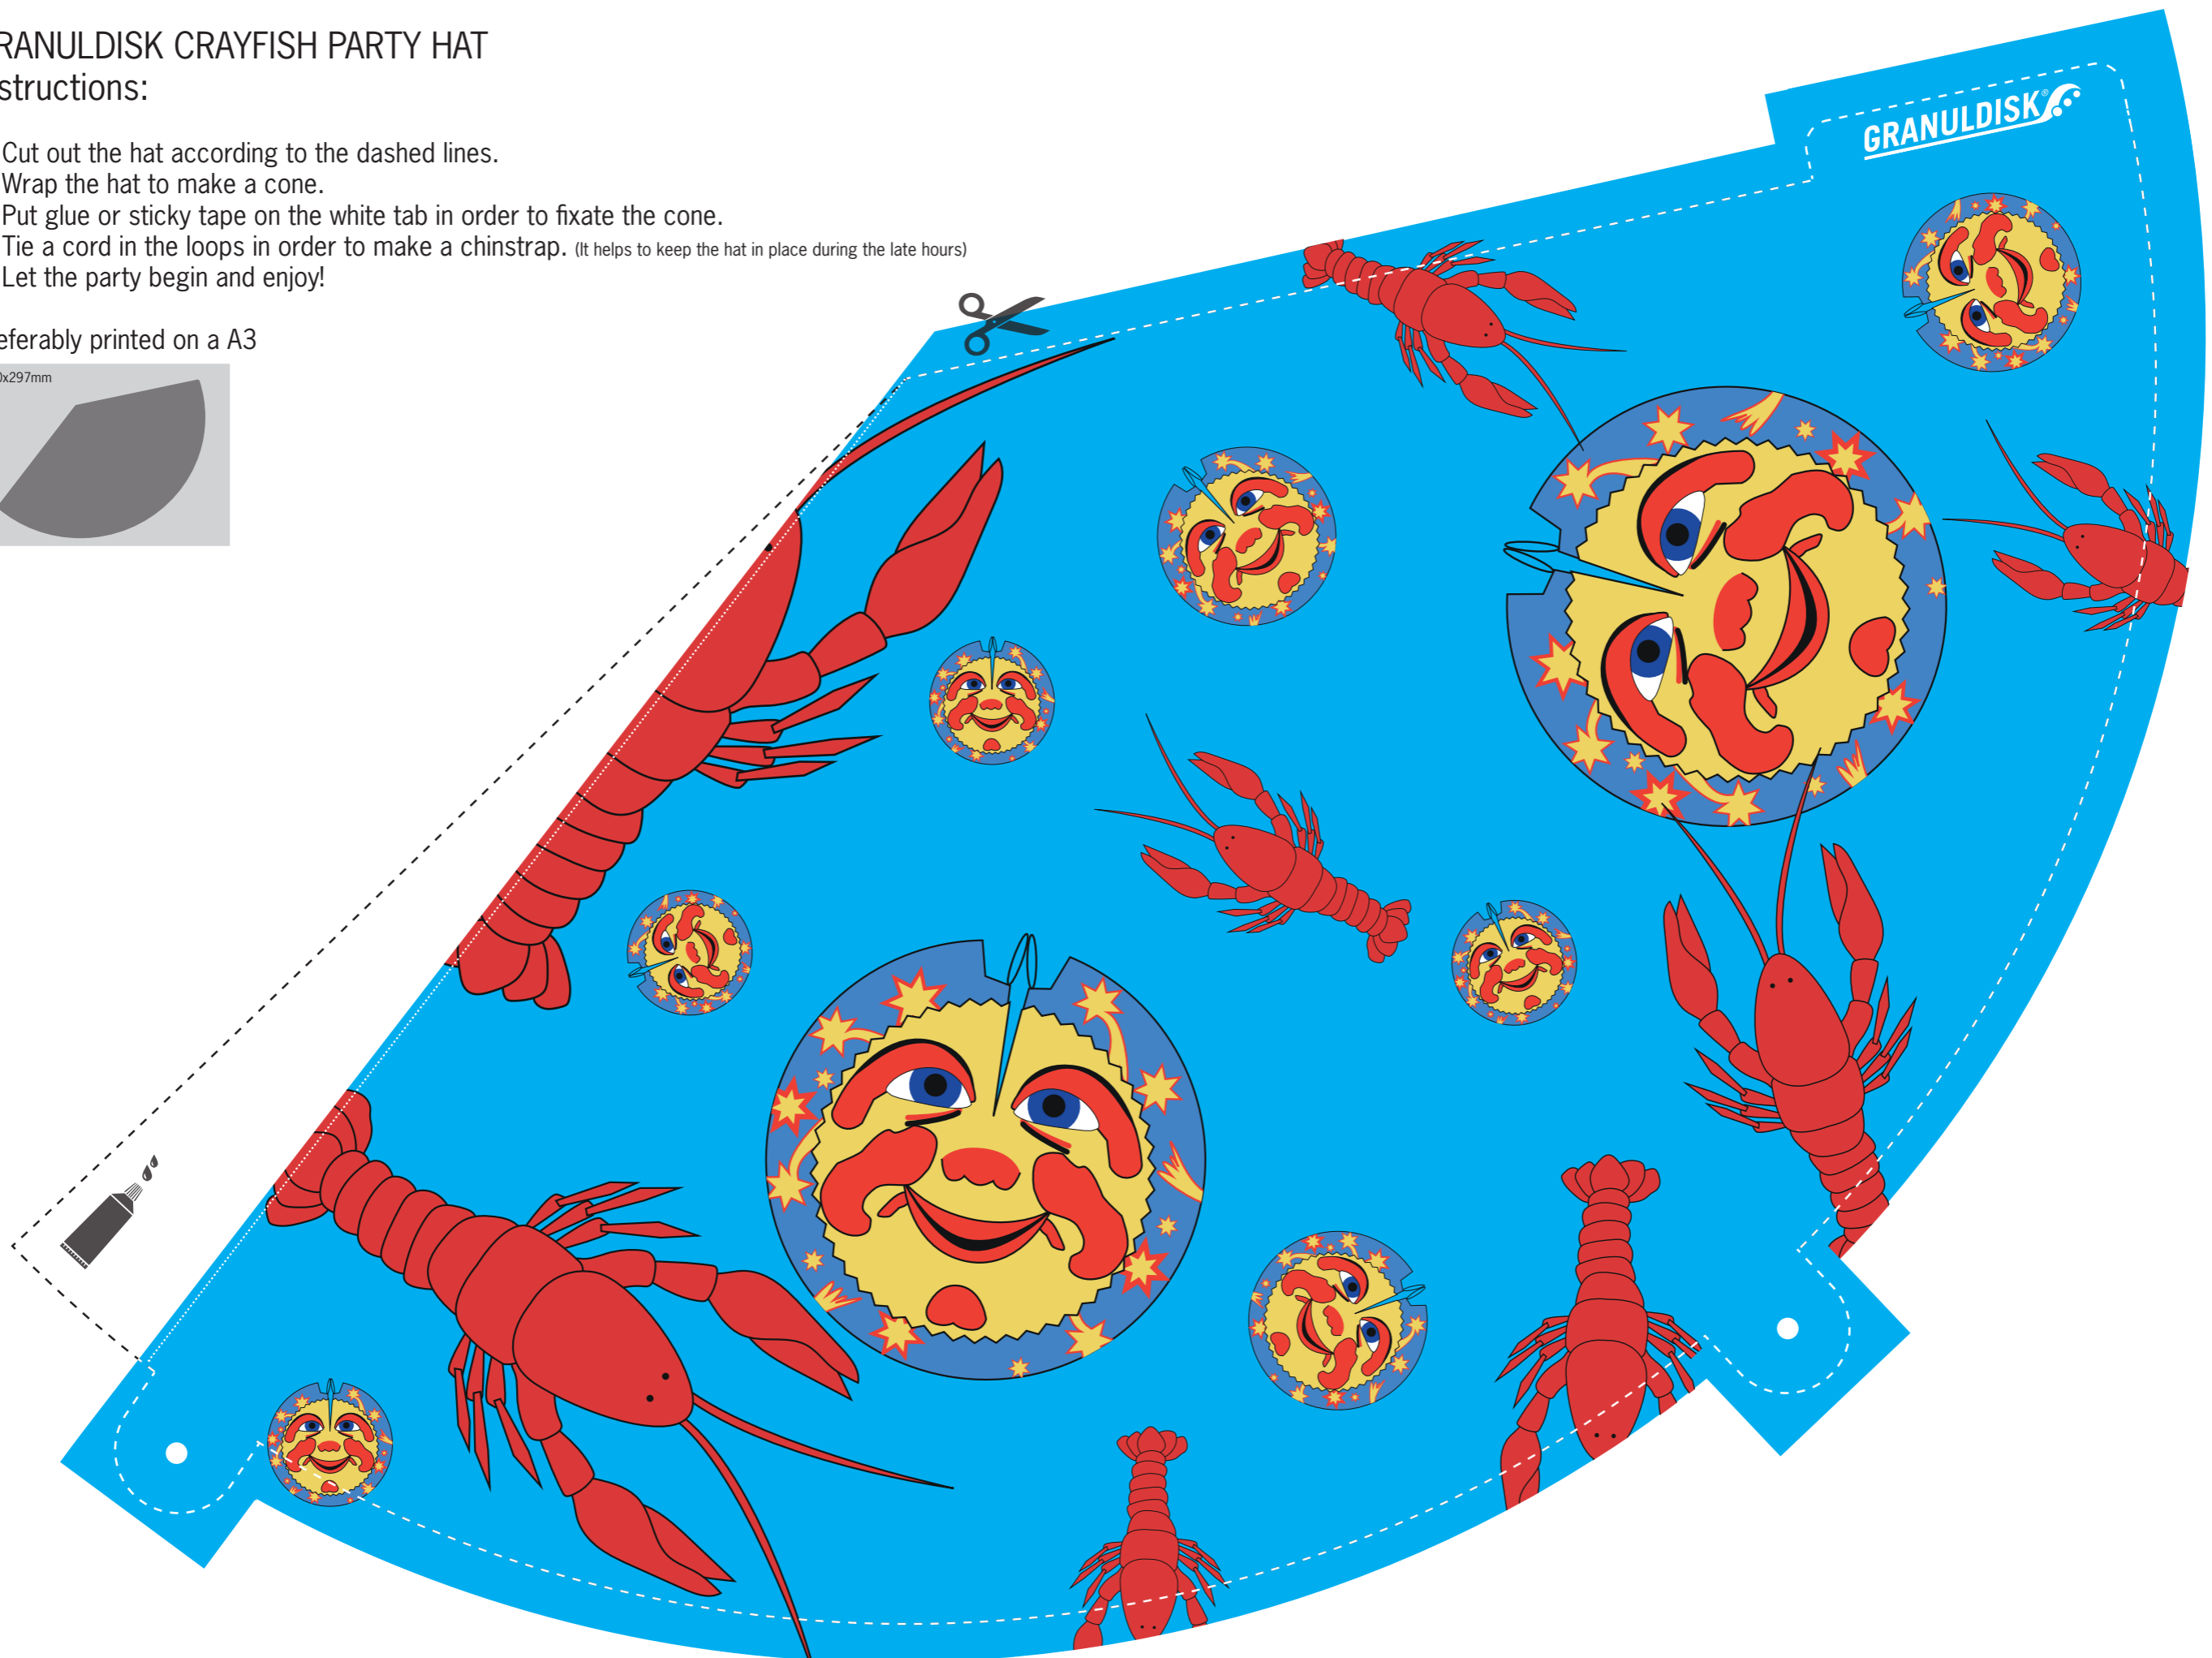 RANULDISK CRAYFISH PARTY HAT
structions:
Cut out the hat according to the dashed lines.
Wrap the hat to make a cone.
Put glue or sticky tape on the white tab in order to fixate the cone.
Tie a cord in the loops in order to make a chinstrap. (It helps to keep the hat in place during the late hours)
Let the party begin and enjoy!
eferably printed on a A3
0x297mm
GRANULDISK®